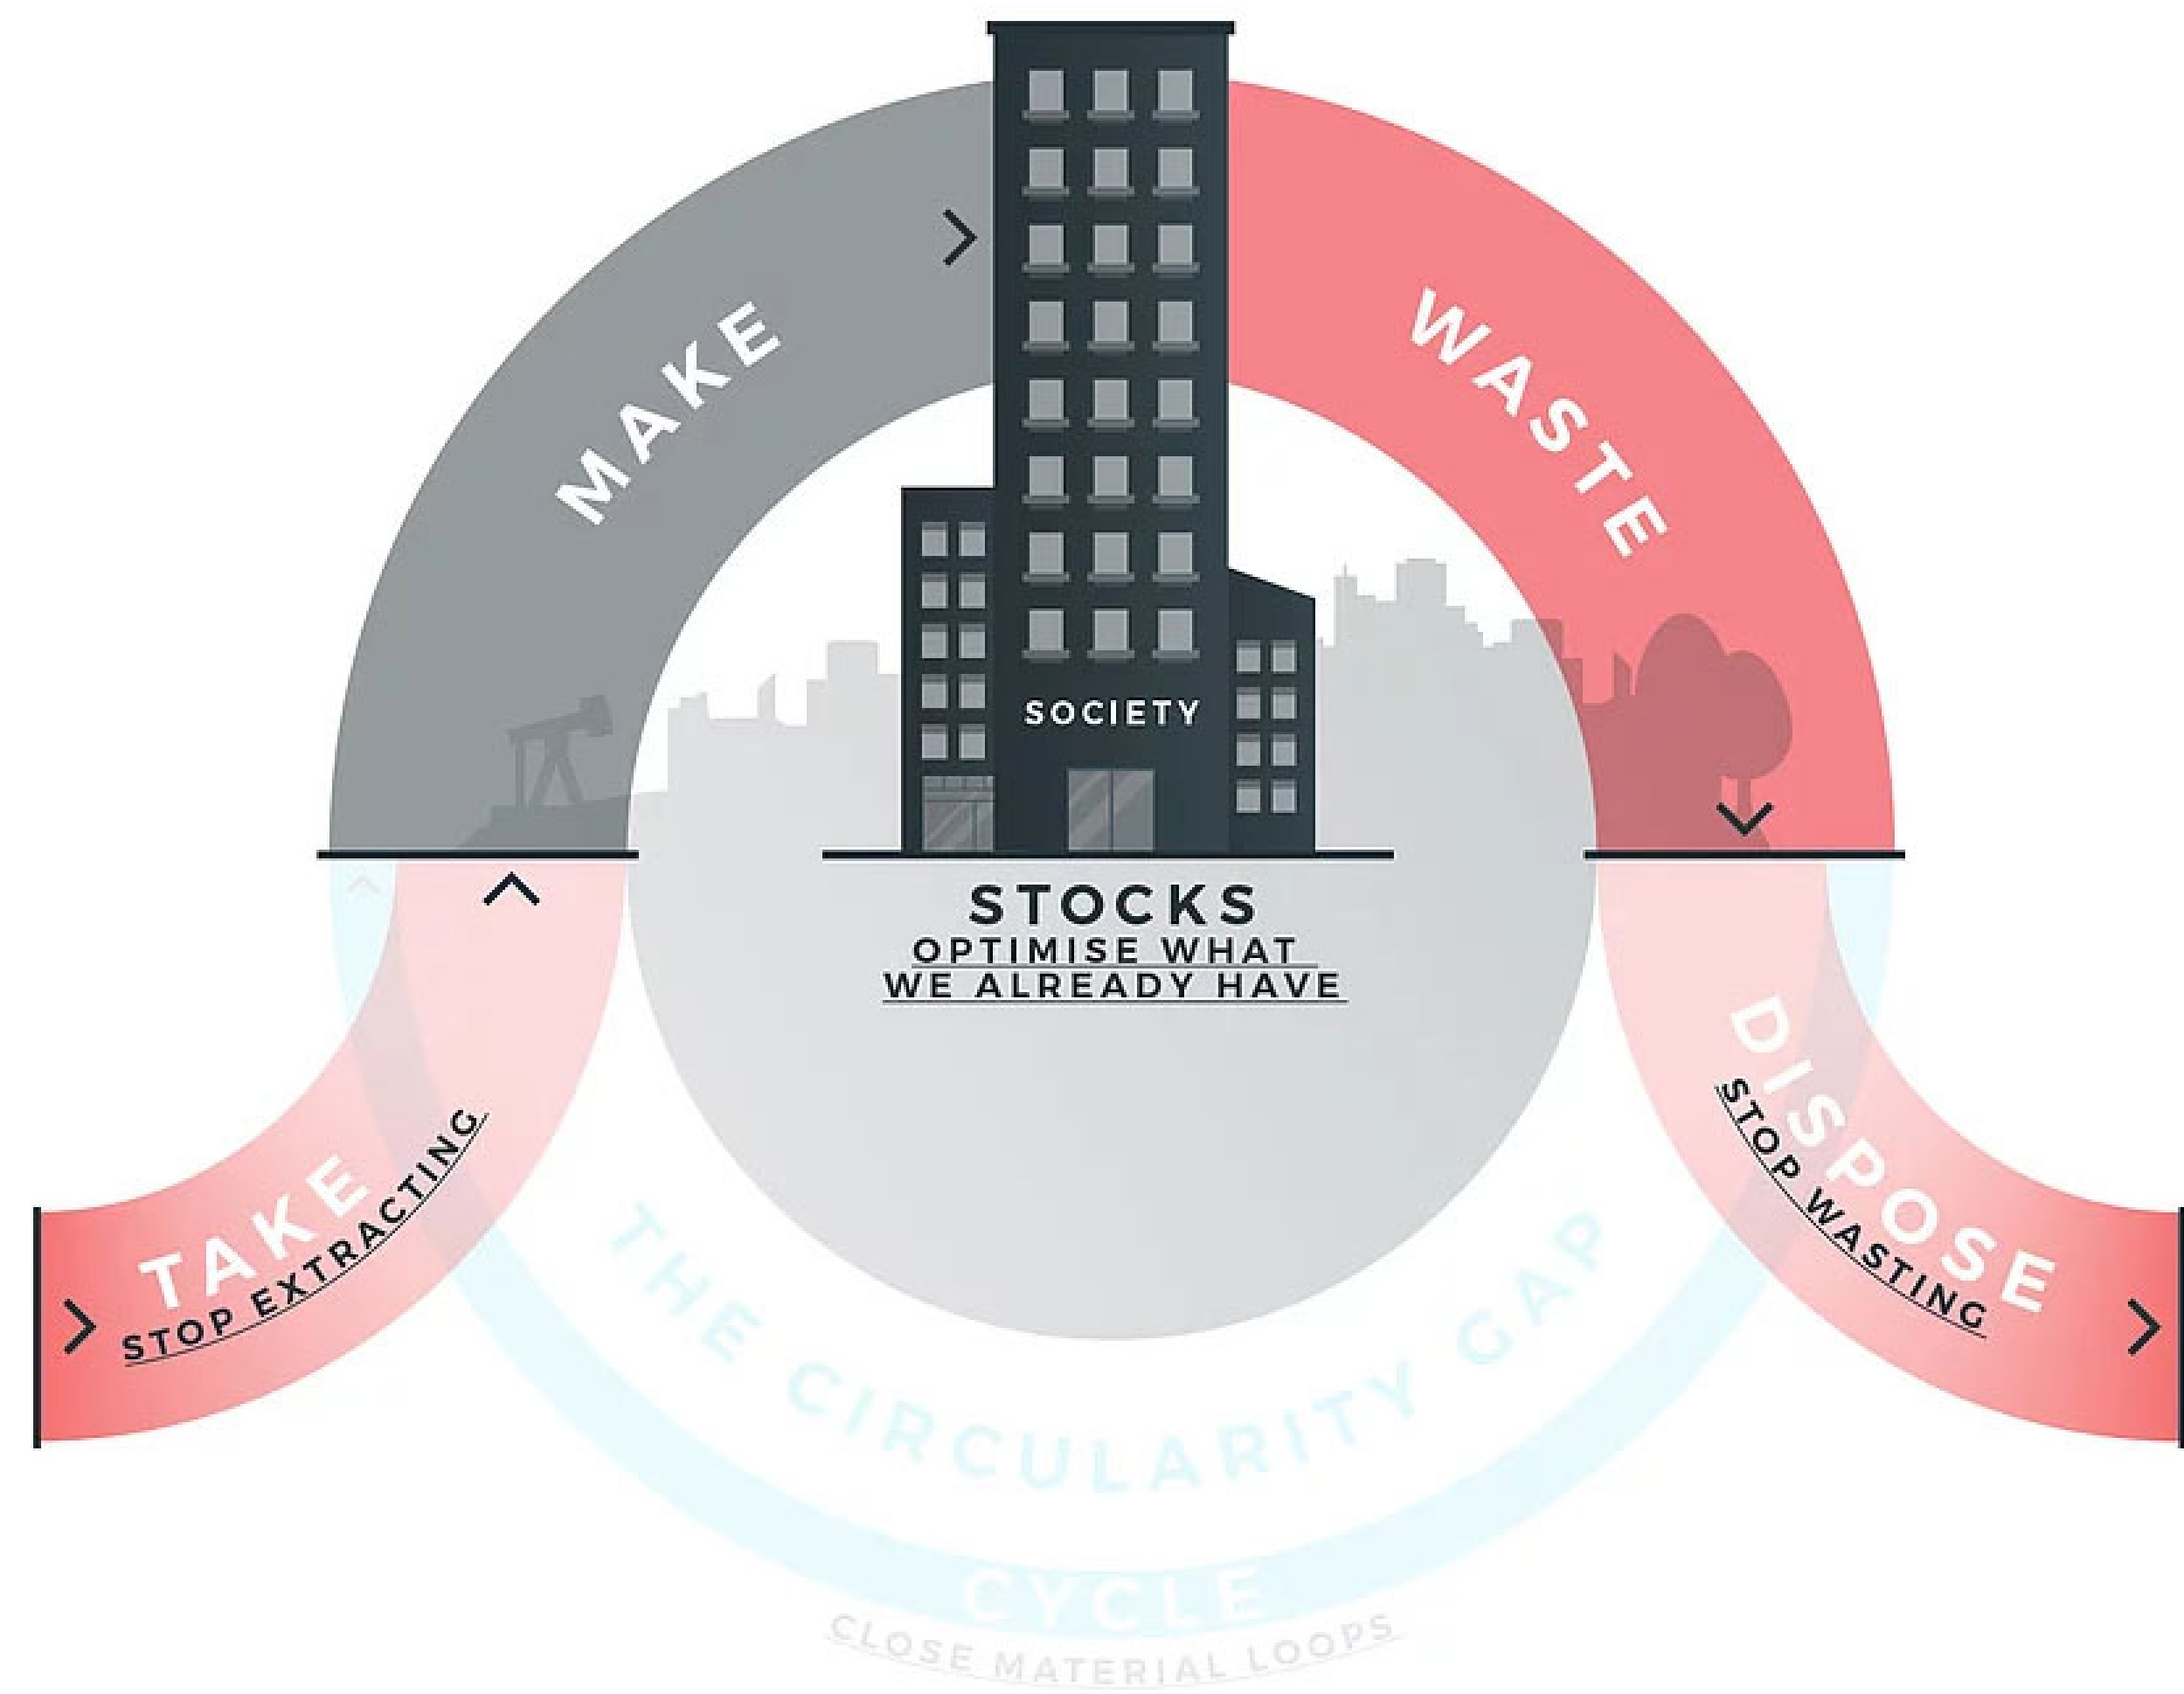 MAKE
WASTE
SOCIETY
STOCKS
OPTIMISE WHAT
WE ALREADY HAVE
TAKE
STOP EXTRACTING
DISPOSE
STOP WASTING
THE CIRCULARITY GAP
CYCLE
CLOSE MATERIAL LOOPS